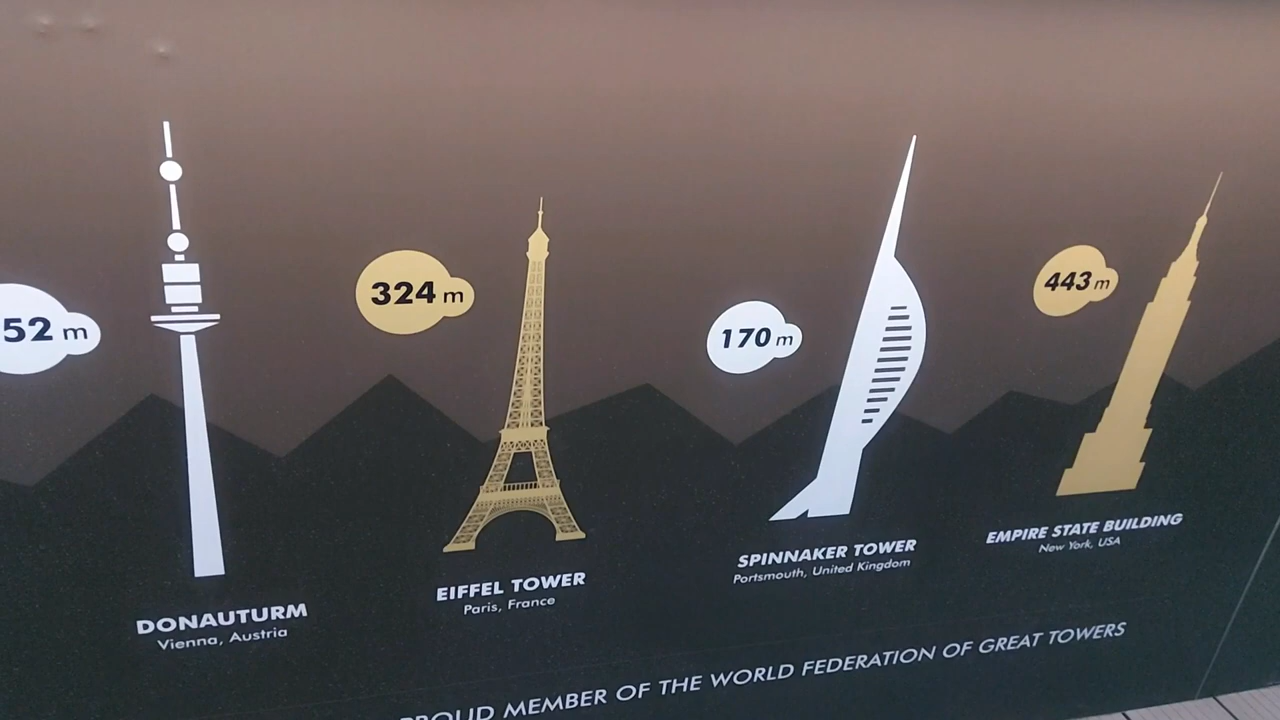 52 m
DONAUTURM
Vienna, Austria
324 m
EIFFEL TOWER
Paris, France
170 m
SPINNAKER TOWER
Portsmouth, United Kingdom
443 m
EMPIRE STATE BUILDING
New York, USA
PROUD MEMBER OF THE WORLD FEDERATION OF GREAT TOWERS